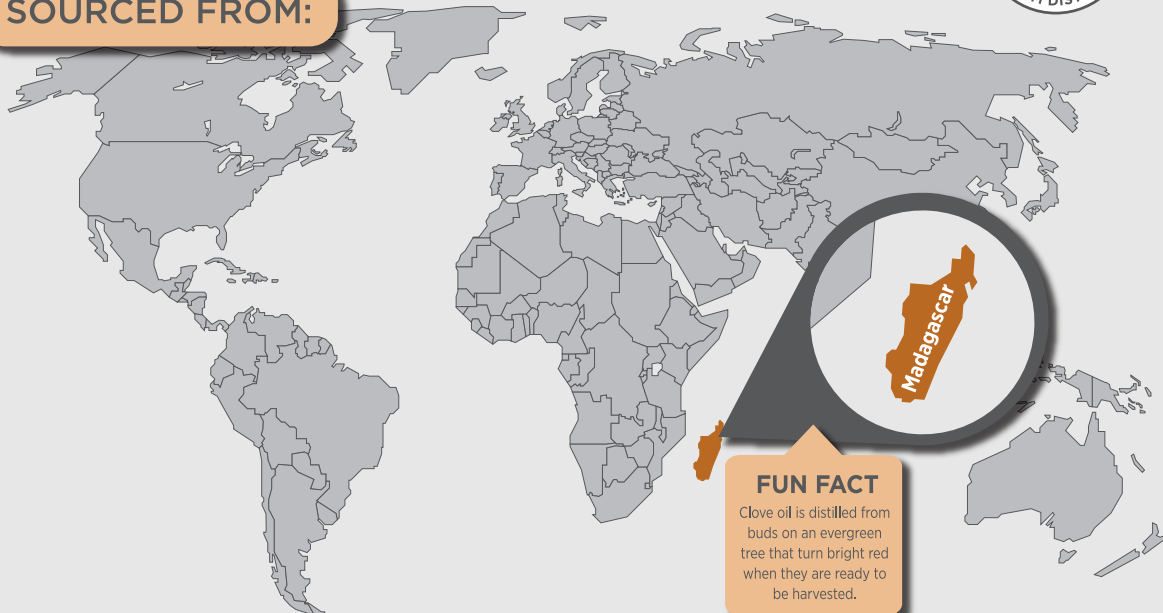 SOURCED FROM:
Madagascar
FUN FACT
Clove oil is distilled from
buds on an evergreen
tree that turn bright red
when they are ready to
be harvested.